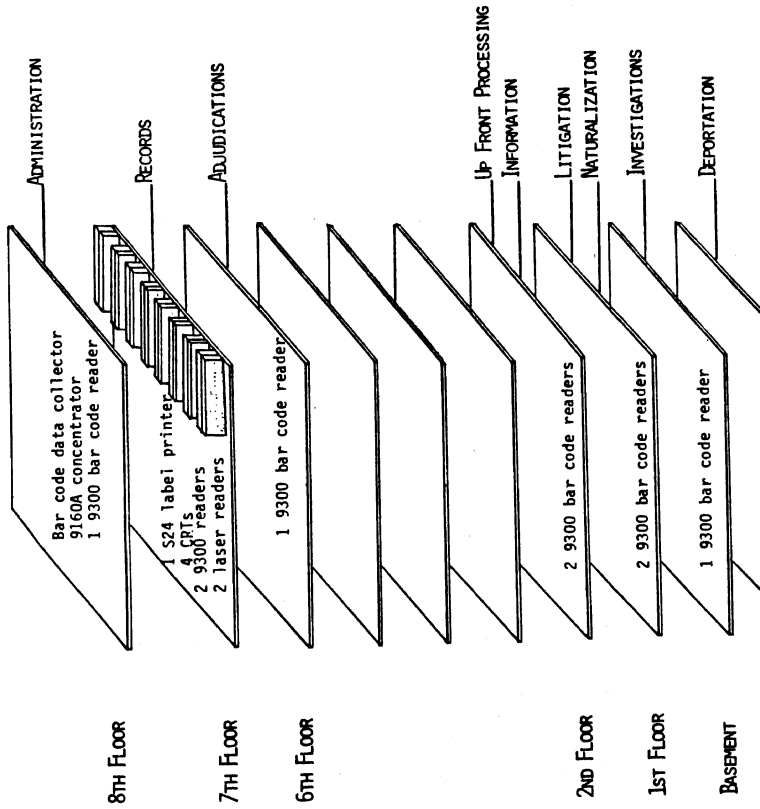 ADMINISTRATION
Bar code data collector
9160A concentrator
1 9300 bar code reader
8TH FLOOR
RECORDS
1 S24 label printer
4 CRTs
2 9300 readers
2 laser readers
7TH FLOOR
ADJUDICATIONS
1 9300 bar code reader
6TH FLOOR
UP FRONT PROCESSING
INFORMATION
2 9300 bar code readers
2ND FLOOR
LITIGATION
NATURALIZATION
2 9300 bar code readers
1ST FLOOR
INVESTIGATIONS
1 9300 bar code reader
BASEMENT
DEPORTATION